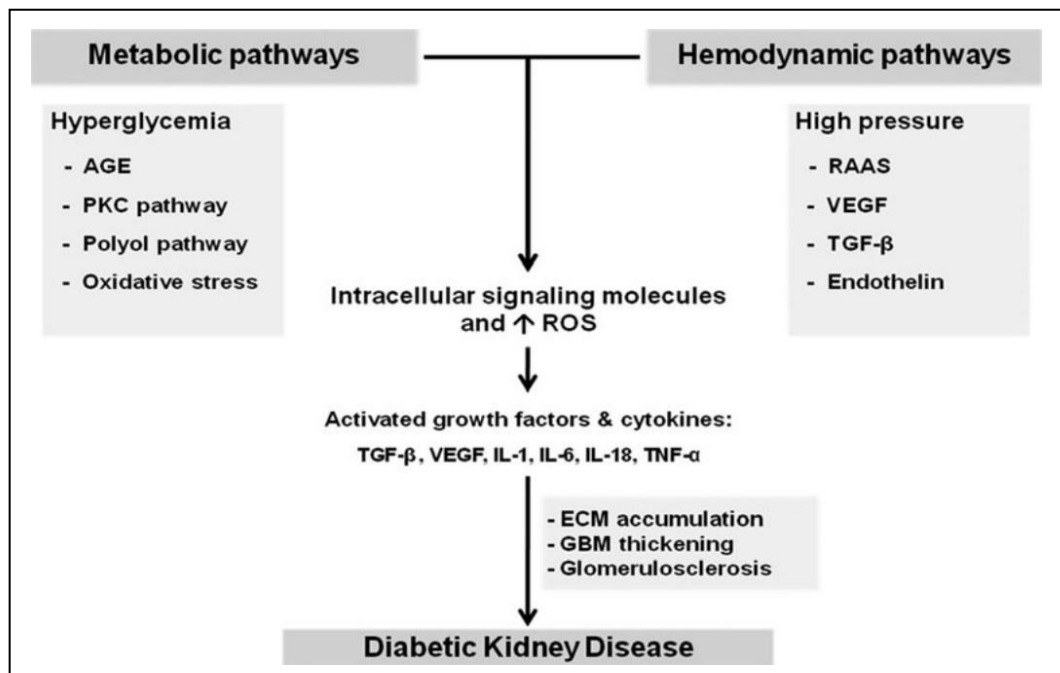 Metabolic pathways
Hemodynamic pathways
Hyperglycemia
- AGE
- PKC pathway
- Polyol pathway
- Oxidative stress
High pressure
- RAAS
- VEGF
- TGF-β
- Endothelin
Intracellular signaling molecules
and ↑ ROS
Activated growth factors & cytokines:
TGF-β, VEGF, IL-1, IL-6, IL-18, TNF-α
- ECM accumulation
- GBM thickening
- Glomerulosclerosis
Diabetic Kidney Disease